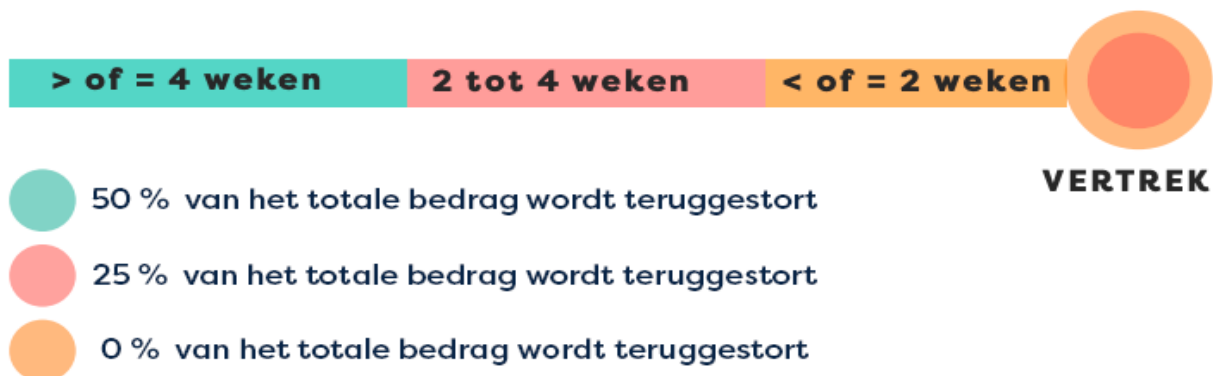 > of = 4 weken 2 tot 4 weken < of = 2 weken
VERTREK
50 % van het totale bedrag wordt teruggestort
25 % van het totale bedrag wordt teruggestort
0 % van het totale bedrag wordt teruggestort